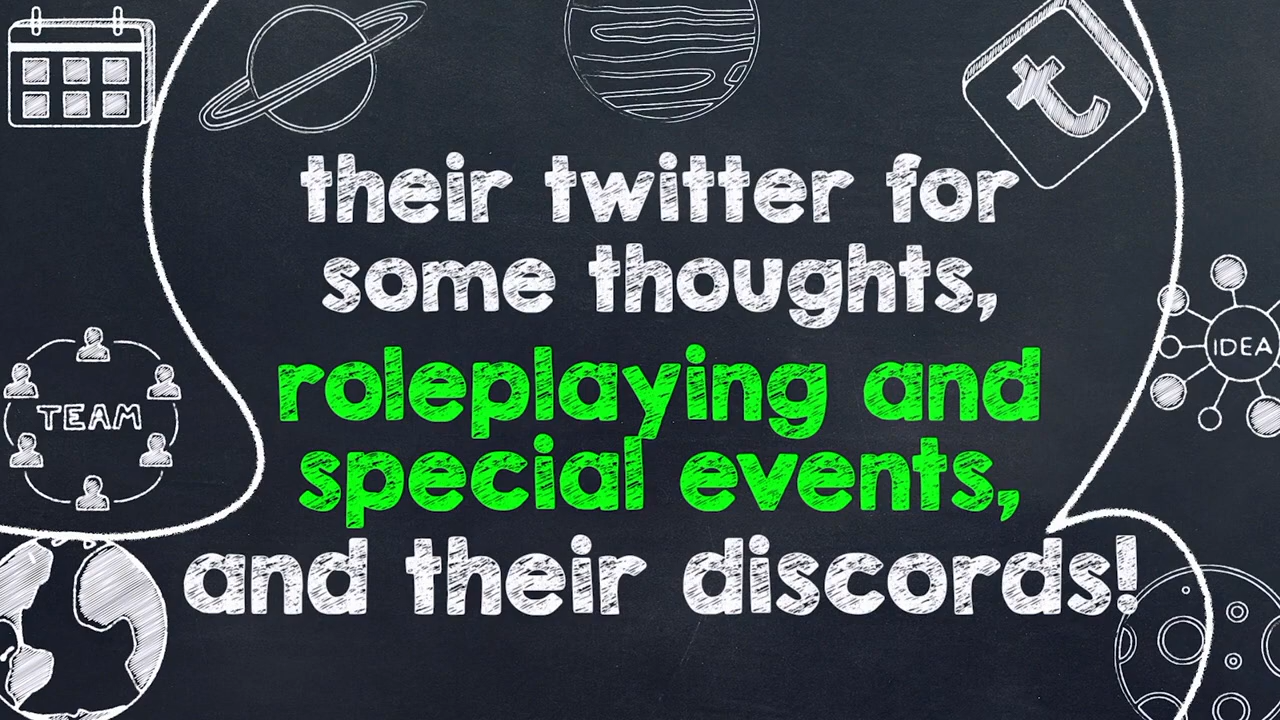 t
their twitter for
some thoughts,
IDEA
roleplaying and
TEAM
special events,
and their discords!